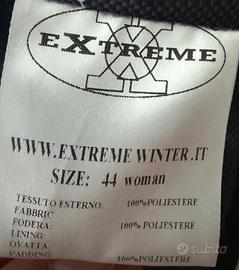 EXTREME
WWW.EXTREME WINTER.IT
SIZE: 44 woman
TESSUTO ESTERNO: 100%POLIESTERE
FABBRIC
FODERA: 100%POLIESTERE
LINING:
OVATTA
PADDING 100%POLIESTERE
subito